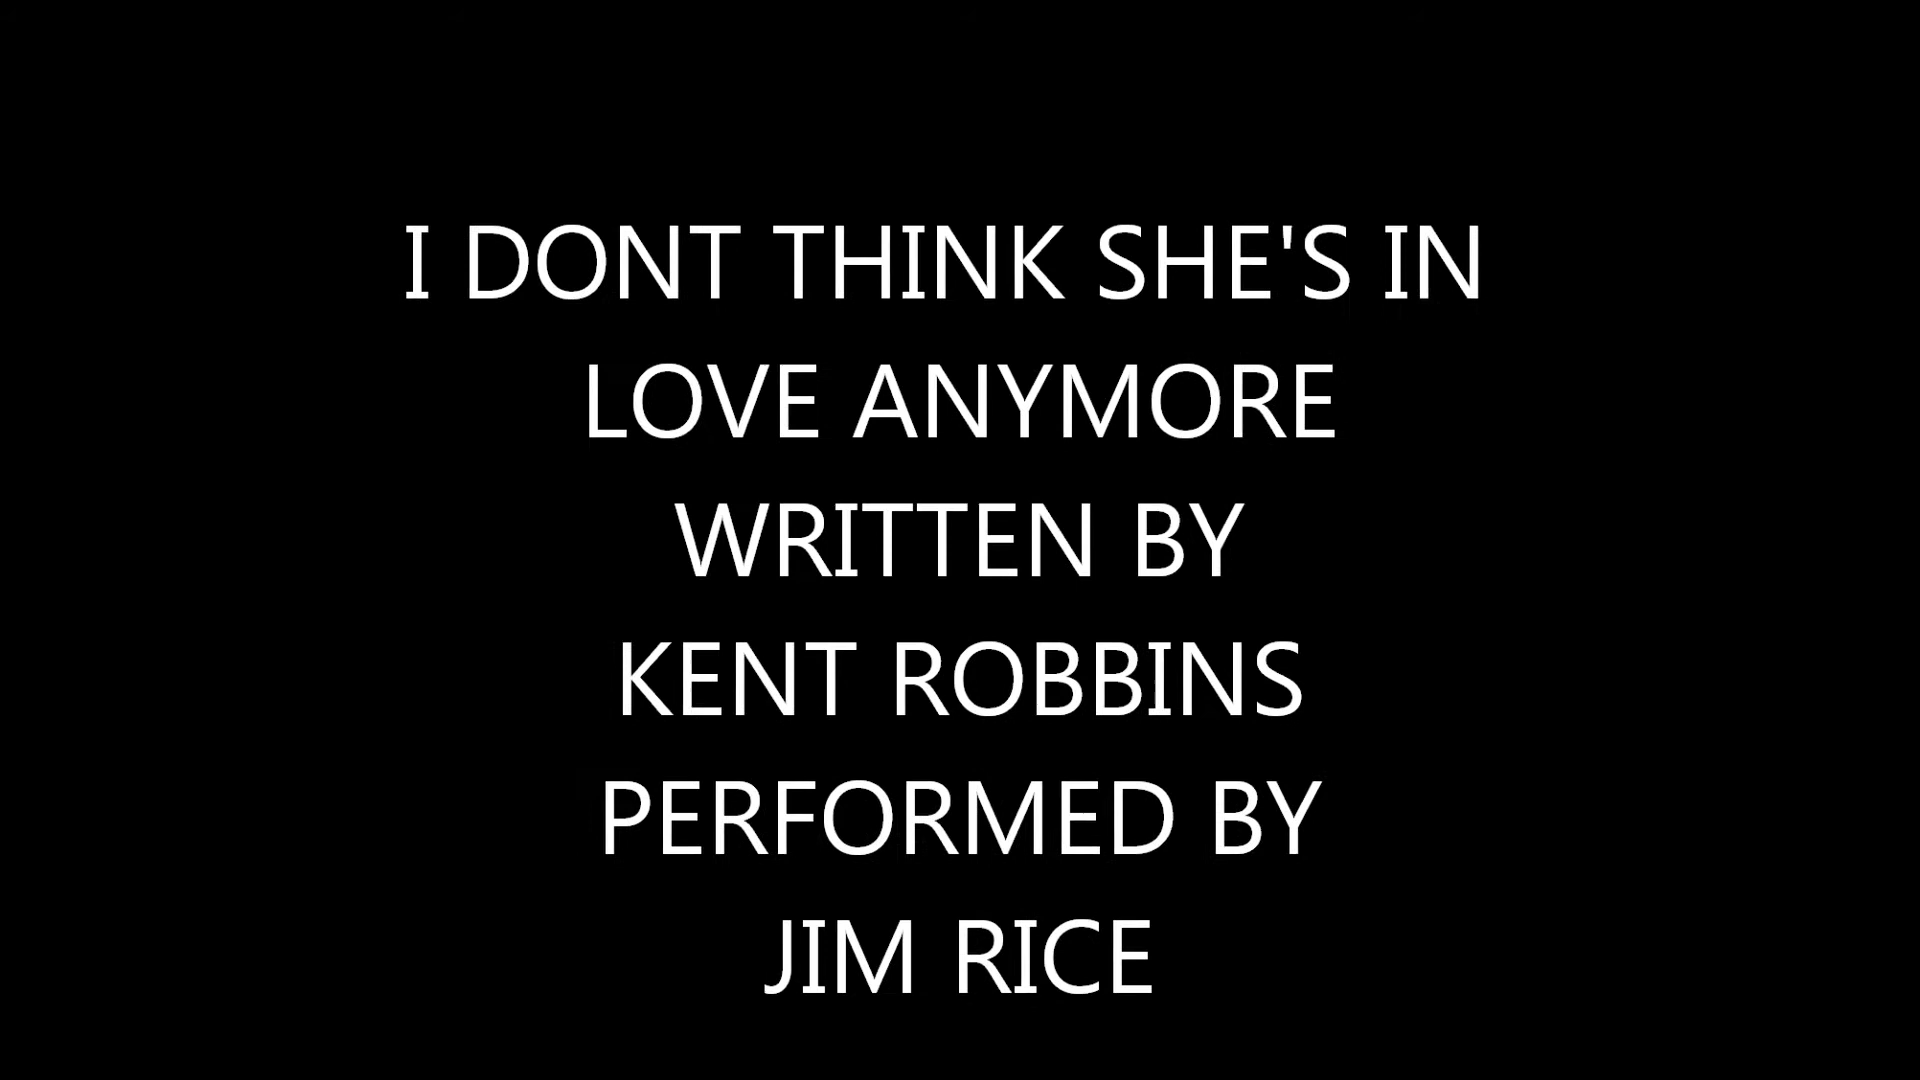 I DONT THINK SHE'S IN
LOVE ANYMORE
WRITTEN BY
KENT ROBBINS
PERFORMED BY
JIM RICE